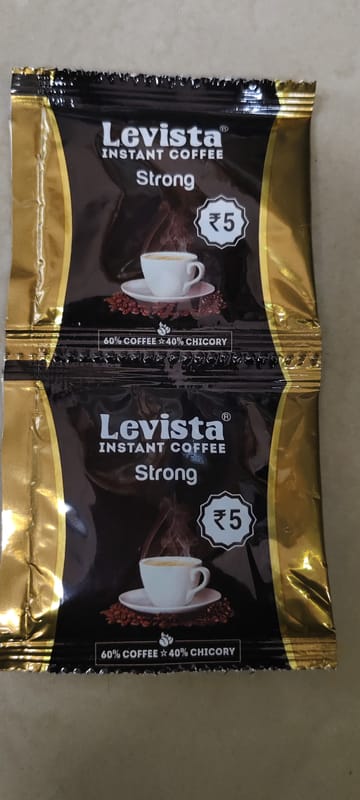 Levista®
INSTANT COFFEE
Strong
₹5
60% COFFEE ☆ 40% CHICORY
Levista®
INSTANT COFFEE
Strong
₹5
60% COFFEE ☆ 40% CHICORY